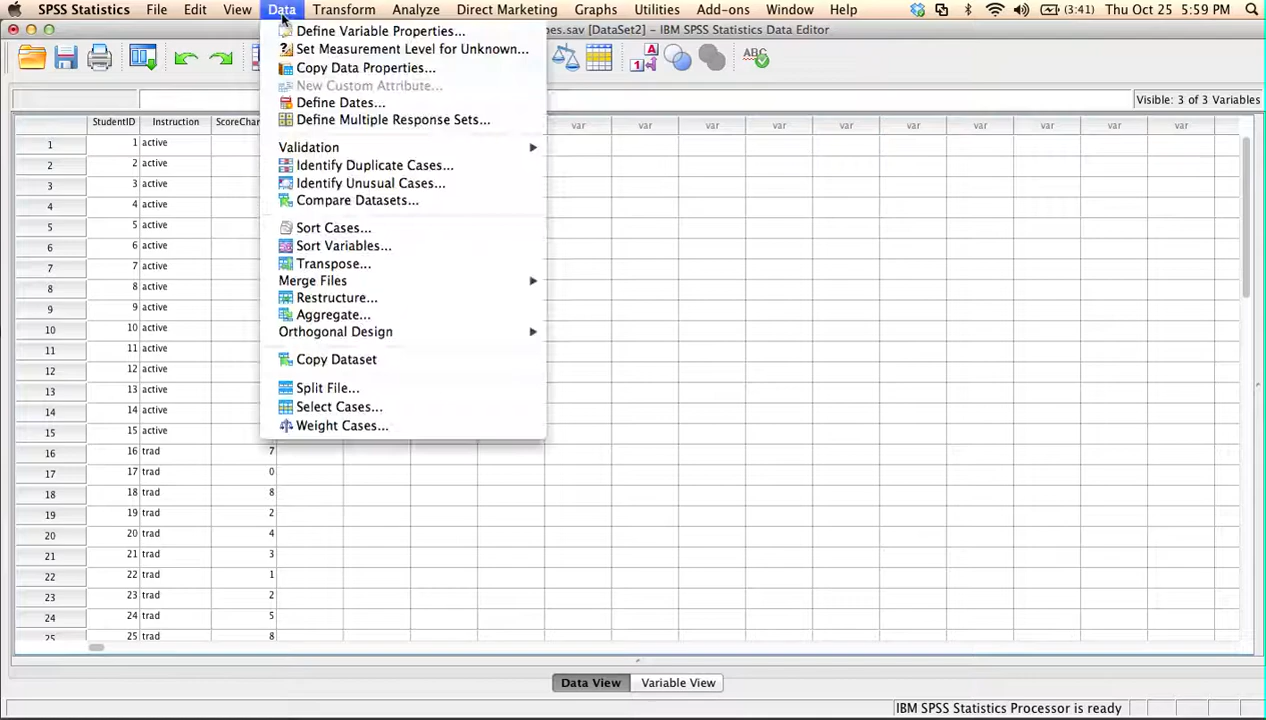 SPSS Statistics File Edit View Data Transform Analyze Direct Marketing Graphs Utilities Add-ons Window Help (3:41) Thu Oct 25 5:59 PM
es.sav [DataSet2] - IBM SPSS Statistics Data Editor
Define Variable Properties...
Set Measurement Level for Unknown...
Copy Data Properties...
New Custom Attribute...
Define Dates...
Define Multiple Response Sets...
Validation
Identify Duplicate Cases...
Identify Unusual Cases...
Compare Datasets...
Sort Cases...
Sort Variables...
Transpose...
Merge Files
Restructure...
Aggregate...
Orthogonal Design
Copy Dataset
Split File...
Select Cases...
Weight Cases...
A
1
ABC
Visible: 3 of 3 Variables
StudentID Instruction ScoreChar var var var var var var var var var var
1 1 active
2 2 active
3 3 active
4 4 active
5 5 active
6 6 active
7 7 active
8 8 active
9 9 active
10 10 active
11 11 active
12 12 active
13 13 active
14 14 active
15 15 active
16 16 trad 7
17 17 trad 0
18 18 trad 8
19 19 trad 2
20 20 trad 4
21 21 trad 3
22 22 trad 1
23 23 trad 2
24 24 trad 5
25 25 trad 8
Data View Variable View
IBM SPSS Statistics Processor is ready